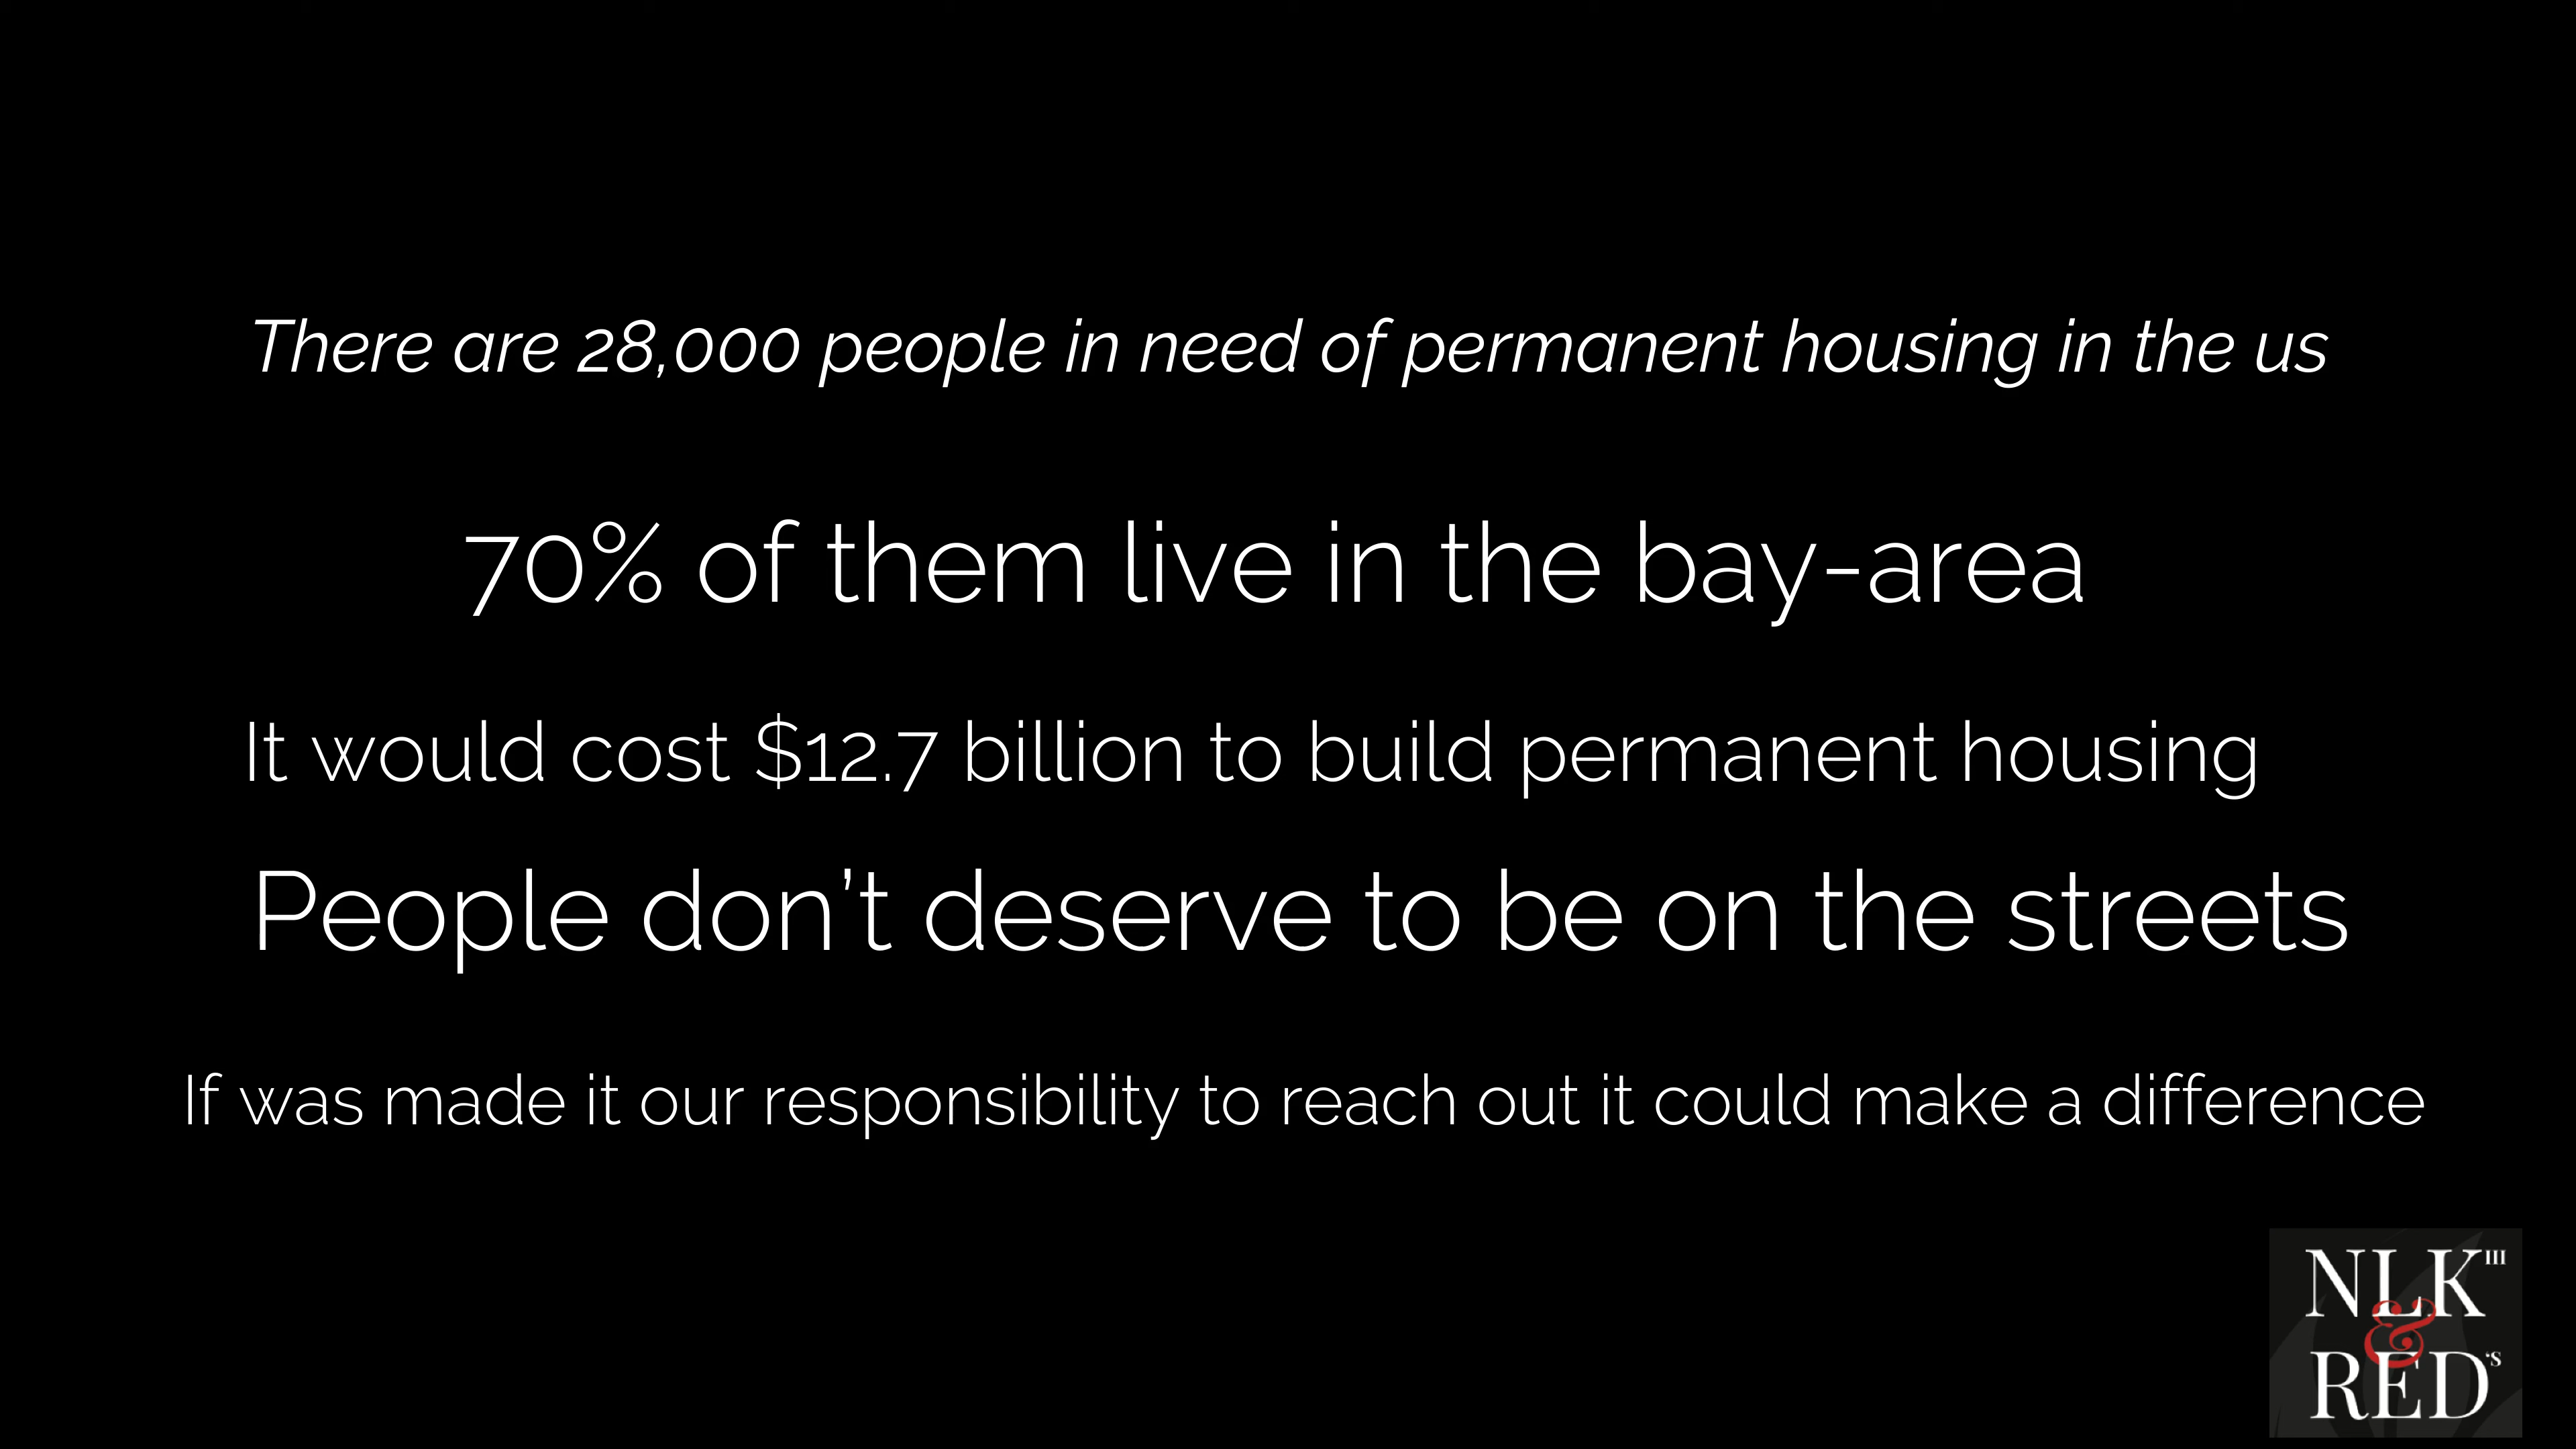 There are 28,000 people in need of permanent housing in the us
70% of them live in the bay-area
It would cost $12.7 billion to build permanent housing
People don’t deserve to be on the streets
If was made it our responsibility to reach out it could make a difference
NLK III
&
RED‘S